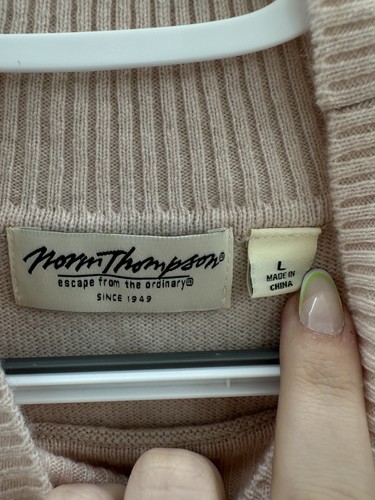 Norm Thompson®
escape from the ordinary®
SINCE 1949
L
MADE IN
CHINA